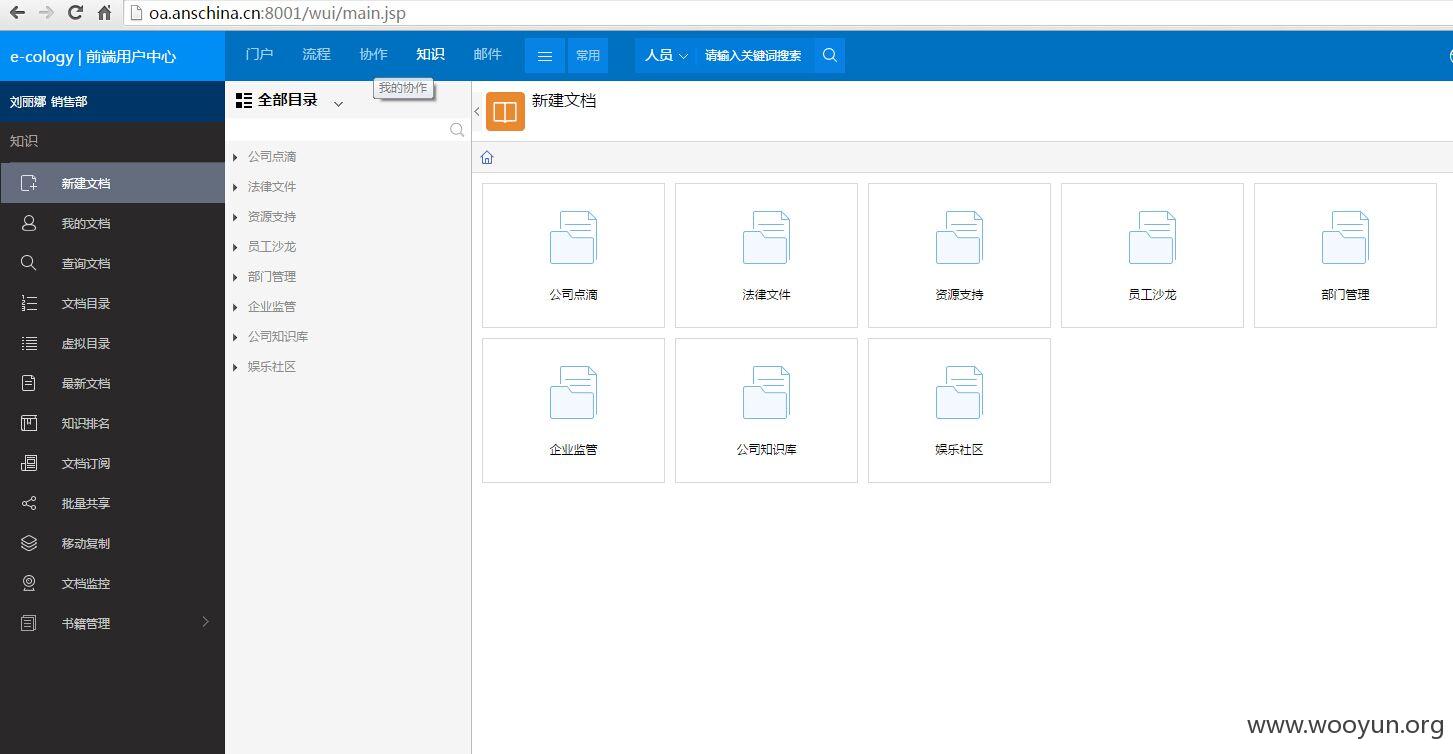 oa.anschina.cn:8001/wui/main.jsp
e-cology | 前端用户中心
门户 流程 协作 知识 邮件 常用 人员 请输入关键词搜索
我的协作
刘丽娜 销售部
知识
新建文档
我的文档
查询文档
文档目录
虚拟目录
最新文档
知识排名
文档订阅
批量共享
移动复制
文档监控
书籍管理
全部目录
公司点滴
法律文件
资源支持
员工沙龙
部门管理
企业监管
公司知识库
娱乐社区
新建文档
公司点滴 法律文件 资源支持 员工沙龙 部门管理
企业监管 公司知识库 娱乐社区
www.wooyun.org